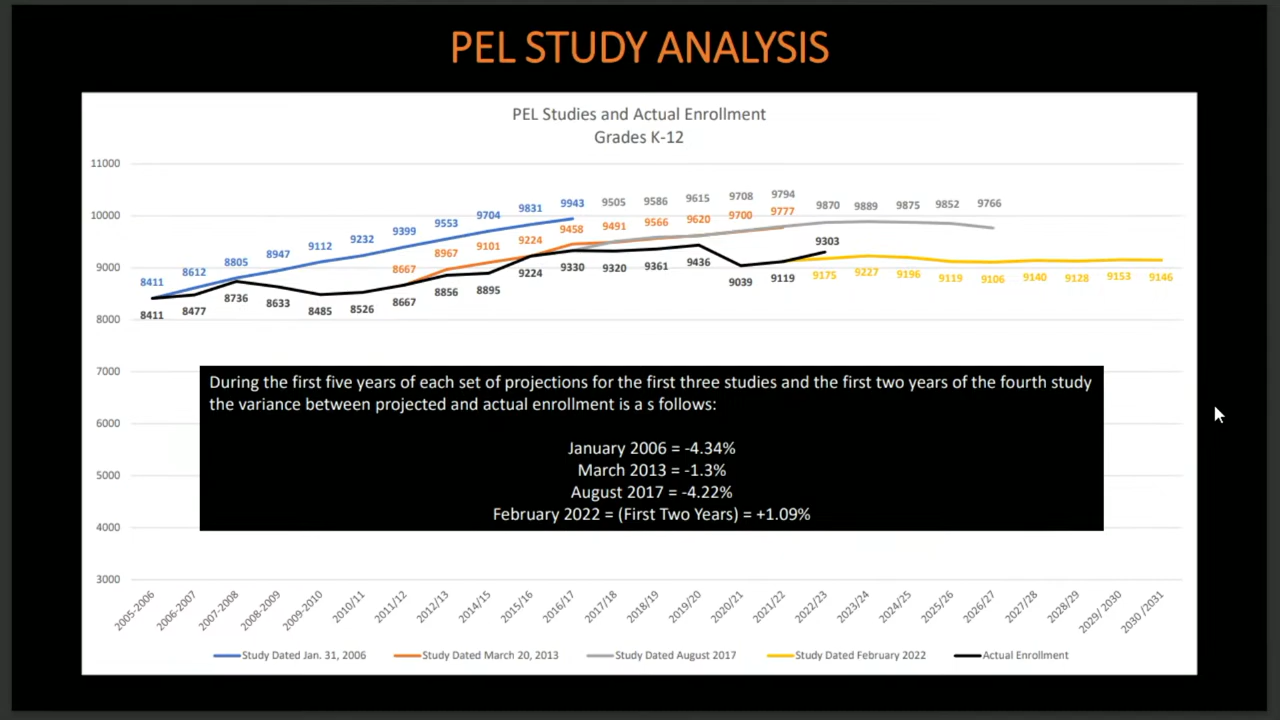 PEL STUDY ANALYSIS
PEL Studies and Actual Enrollment
Grades K-12
11000
10000
9000
8000
7000
6000
5000
4000
3000
8411 8612 8805 8947 9112 9232 9399 9553 9704 9831 9943
8667 8967 9101 9224 9458 9491 9566 9620 9700 9777
9505 9586 9615 9708 9794 9870 9889 9875 9852 9766
9175 9227 9196 9119 9106 9140 9128 9153 9146
8411 8477 8736 8633 8485 8526 8667 8856 8895 9224 9330 9320 9361 9436 9039 9119 9303
During the first five years of each set of projections for the first three studies and the first two years of the fourth study
the variance between projected and actual enrollment is a s follows:
January 2006 = -4.34%
March 2013 = -1.3%
August 2017 = -4.22%
February 2022 = (First Two Years) = +1.09%
2005-2006 2006-2007 2007-2008 2008-2009 2009-2010 2010/11 2011/12 2012/13 2014/15 2015/16 2016/17 2017/18 2018/19 2019/20 2020/21 2021/22 2022/23 2023/24 2024/25 2025/26 2026/27 2027/28 2028/29 2029/ 2030 2030 /2031
Study Dated Jan. 31, 2006 Study Dated March 20, 2013 Study Dated August 2017 Study Dated February 2022 Actual Enrollment